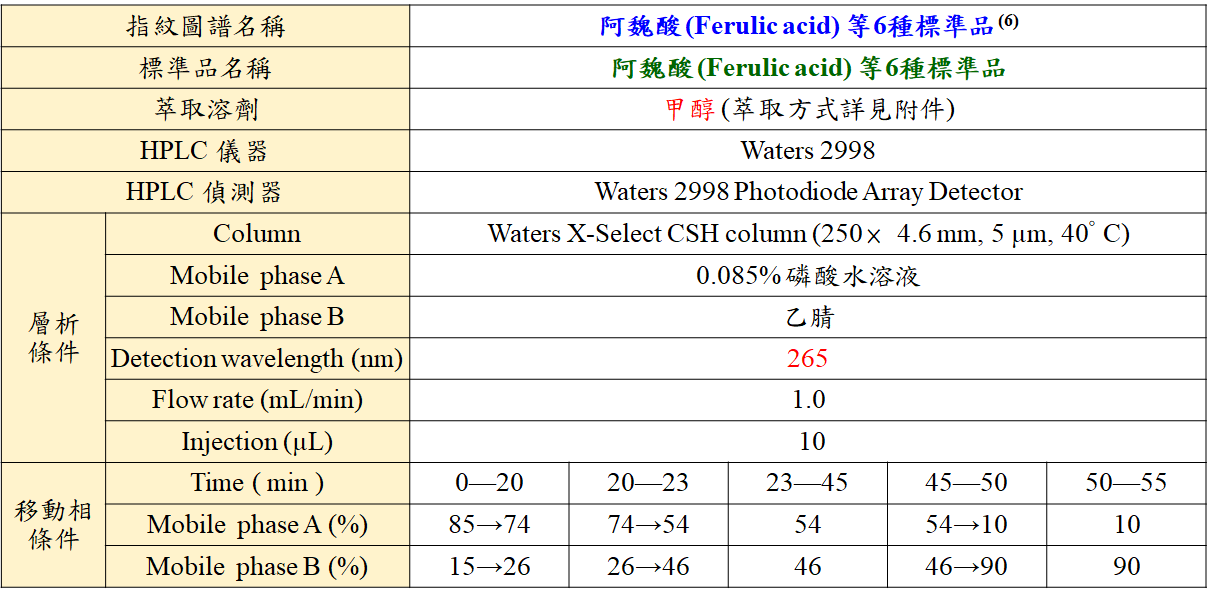 指紋圖譜名稱 阿魏酸(Ferulic acid) 等6種標準品(6)
標準品名稱 阿魏酸(Ferulic acid) 等6種標準品
萃取溶劑 甲醇(萃取方式詳見附件)
HPLC 儀器 Waters 2998
HPLC 偵測器 Waters 2998 Photodiode Array Detector
層析
條件
Column Waters X-Select CSH column (250× 4.6 mm, 5 μm, 40° C)
Mobile phase A 0.085%磷酸水溶液
Mobile phase B 乙腈
Detection wavelength (nm) 265
Flow rate (mL/min) 1.0
Injection (μL) 10
移動相
條件
Time ( min ) 0—20 20—23 23—45 45—50 50—55
Mobile phase A (%) 85→74 74→54 54 54→10 10
Mobile phase B (%) 15→26 26→46 46 46→90 90